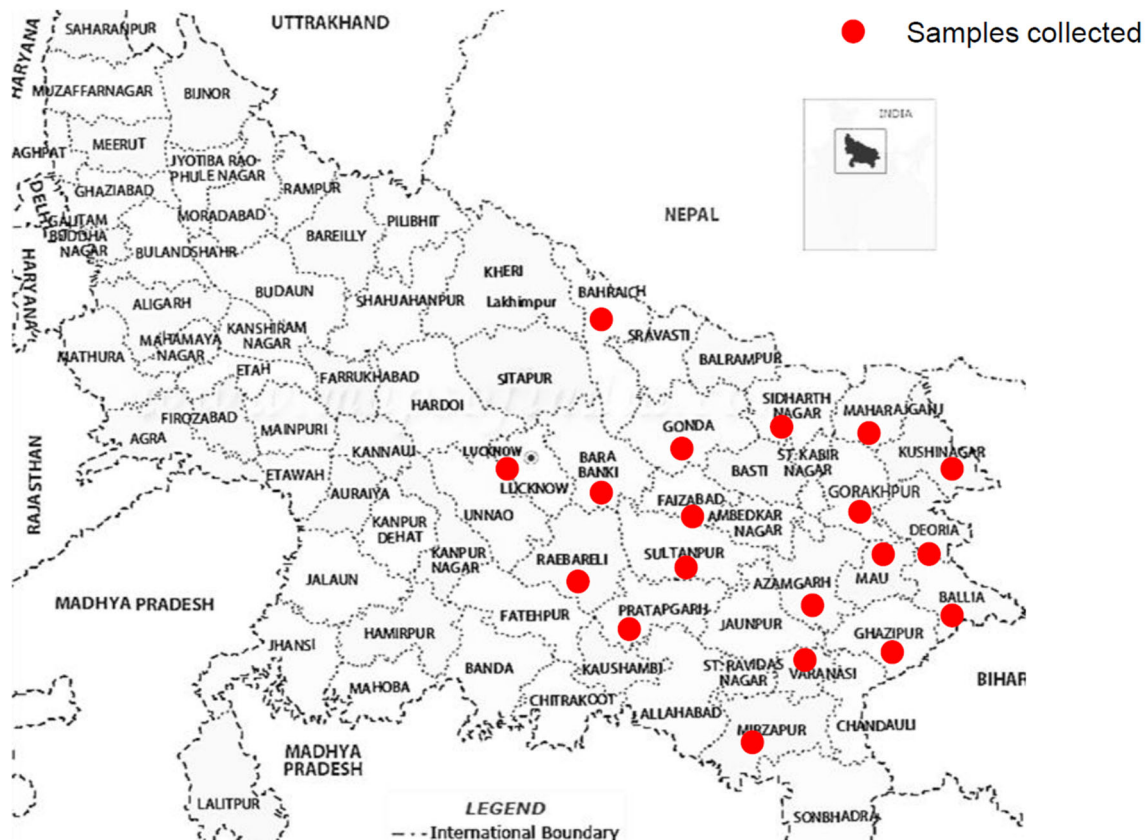 UTTRAKHAND
Samples collected
SAHARANPUR
HARYANA
MUZAFFARNAGAR
BIJNOR
INDIA
MEERUT
AGHPAT
JYOTIBA RAO-
PHULE NAGAR
RAMPUR
GHAZIABAD
DELHI
MORADABAD
PILIBHIT
NEPAL
GAUTAM
BUDDHA
NAGAR
BAREILLY
BULANDSHAHR
HARYANA
KHERI
BUDAUN
BAHRAICH
ALIGARH
SHAHJAHANPUR
Lakhimpur
KANSHIRAM
NAGAR
SRAVASTI
MAHAMAYA
NAGAR
MATHURA
BALRAMPUR
ETAH
FARRUKHABAD
SITAPUR
SIDHARTH
NAGAR
HARDOI
MAHARAJGANJ
FIROZABAD
GONDA
MAINPURI
AGRA
KANNAUJ
LUCKNOW
BARA
BANKI
ST. KABIR
NAGAR
KUSHINAGAR
RAJASTHAN
ETAWAH
BASTI
LUCKNOW
GORAKHPUR
AURAIYA
FAIZABAD
UNNAO
AMBEDKAR
NAGAR
KANPUR
DEHAT
DEORIA
KANPUR
NAGAR
RAEBARELI
SULTANPUR
JALAUN
AZAMGARH
MAU
MADHYA PRADESH
BALLIA
PRATAPGARH
FATEHPUR
JAUNPUR
HAMIRPUR
GHAZIPUR
JHANSI
BANDA
KAUSHAMBI
ST. RAVIDAS
NAGAR
VARANASI
BIHAR
MAHOBA
CHITRAKOOT
ALLAHABAD
CHANDAULI
MIRZAPUR
MADHYA
PRADESH
LALITPUR
LEGEND
SONBHADRA
International Boundary